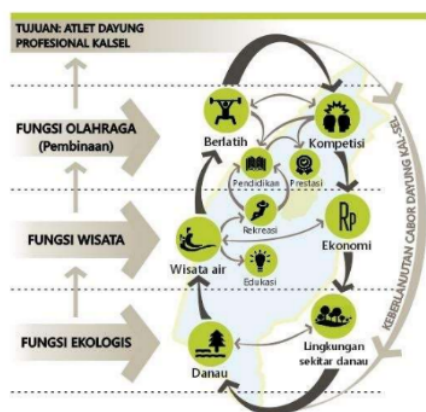 TUJUAN: ATLET DAYUNG
PROFESIONAL KALSEL
FUNGSI OLAHRAGA
(Pembinaan)
Berlatih
Kompetisi
Pendidikan
Prestasi
Rekreasi
FUNGSI WISATA
Wisata air
Rp
Ekonomi
Edukasi
FUNGSI EKOLOGIS
Danau
Lingkungan
sekitar danau
KEBERLANJUTAN CABOR DAYUNG KAL-SEL